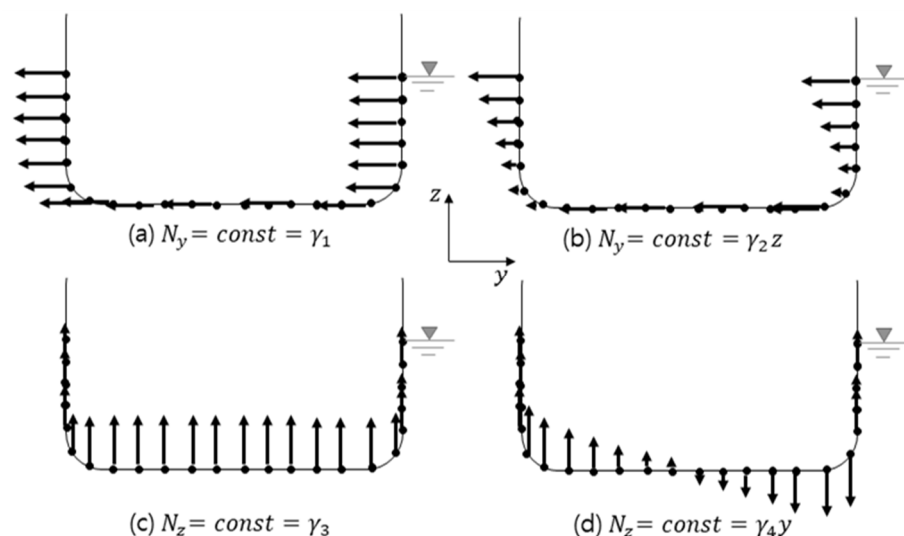 (a) N_y = const = γ_1
(b) N_y = const = γ_2 z
z
y
(c) N_z = const = γ_3
(d) N_z = const = γ_4 y